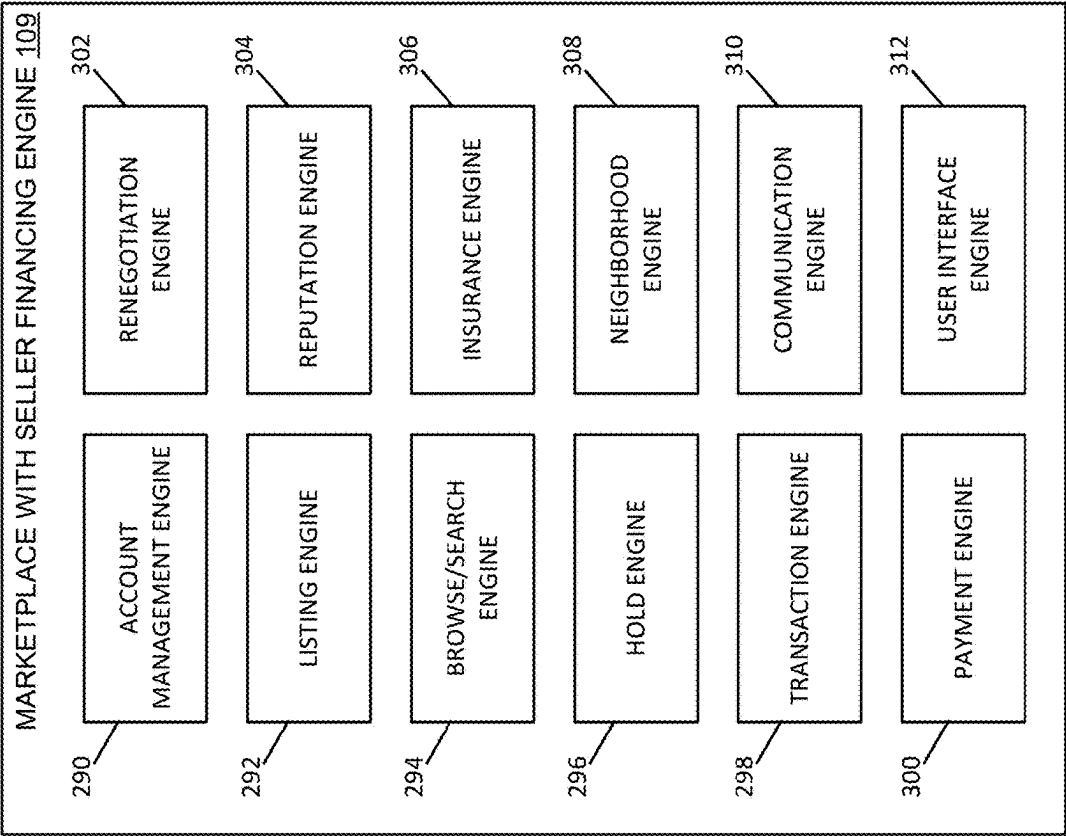 MARKETPLACE WITH SELLER FINANCING ENGINE 109
290
ACCOUNT
MANAGEMENT ENGINE
RENEGOTIATION
ENGINE
302
292
LISTING ENGINE
REPUTATION ENGINE
304
294
BROWSE/SEARCH
ENGINE
INSURANCE ENGINE
306
296
HOLD ENGINE
NEIGHBORHOOD
ENGINE
308
298
TRANSACTION ENGINE
COMMUNICATION
ENGINE
310
300
PAYMENT ENGINE
USER INTERFACE
ENGINE
312